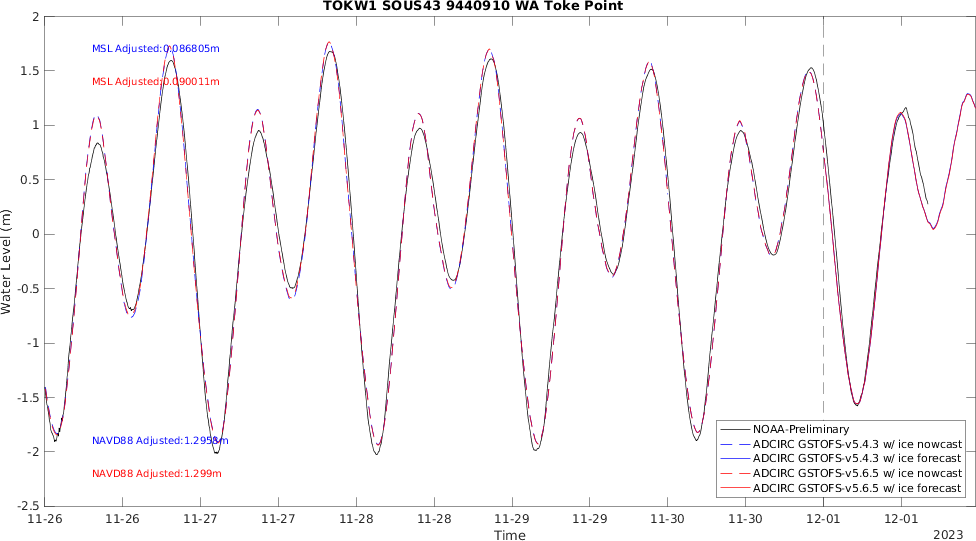 TOKW1 SOUS43 9440910 WA Toke Point
MSL Adjusted:0.086805m
MSL Adjusted:0.090011m
NAVD88 Adjusted:1.2958m
NAVD88 Adjusted:1.299m
Water Level (m)
2
1.5
1
0.5
0
-0.5
-1
-1.5
-2
-2.5
11-26 11-26 11-27 11-27 11-28 11-28 11-29 11-29 11-30 11-30 12-01 12-01
Time
2023
NOAA-Preliminary
ADCIRC GSTOFS-v5.4.3 w/ ice nowcast
ADCIRC GSTOFS-v5.4.3 w/ ice forecast
ADCIRC GSTOFS-v5.6.5 w/ ice nowcast
ADCIRC GSTOFS-v5.6.5 w/ ice forecast